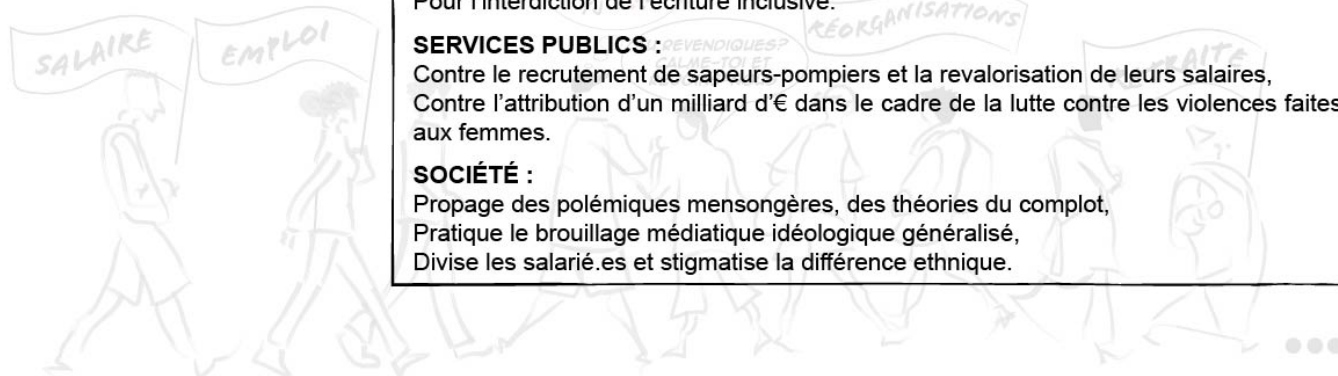 Pour l'interdiction de l'écriture inclusive.
RÉORGANISATIONS
SALAIRE
EMPLOI
SERVICES PUBLICS :
REVENDIQUES?
CALME-TOI ET
Contre le recrutement de sapeurs-pompiers et la revalorisation de leurs salaires,
Contre l’attribution d’un milliard d’€ dans le cadre de la lutte contre les violences faites
aux femmes.
SOCIÉTÉ :
Propage des polémiques mensongères, des théories du complot,
Pratique le brouillage médiatique idéologique généralisé,
Divise les salarié.es et stigmatise la différence ethnique.